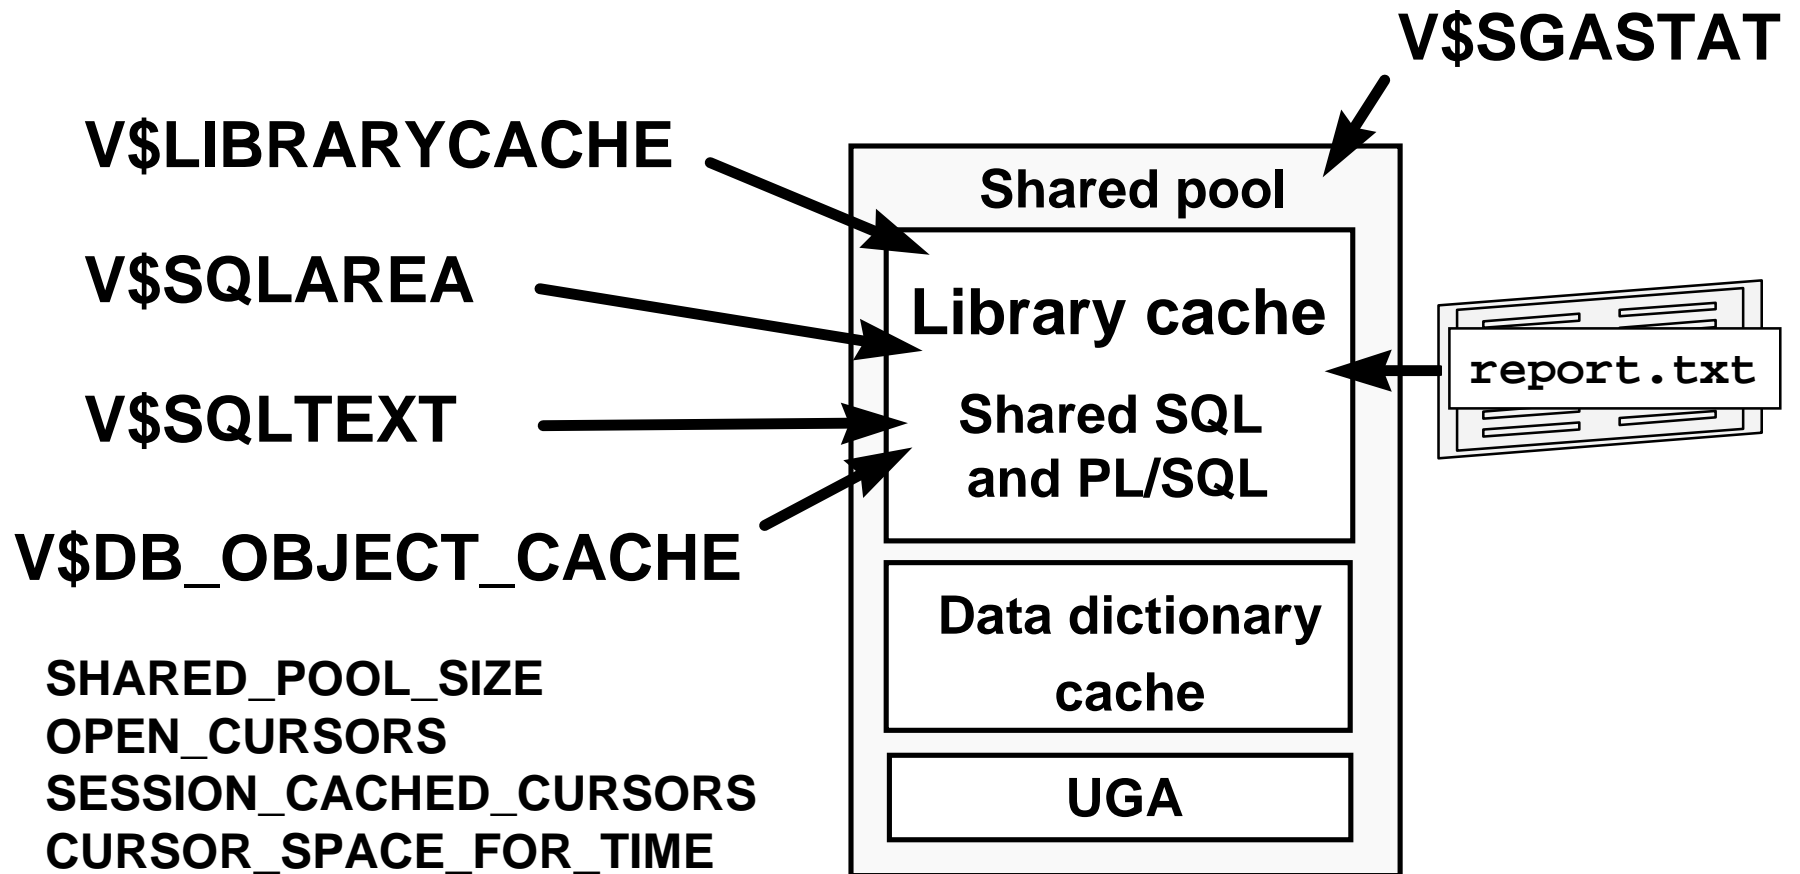 V$SGASTAT
V$LIBRARYCACHE
Shared pool
V$SQLAREA
Library cache
report.txt
V$SQLTEXT
Shared SQL
and PL/SQL
V$DB_OBJECT_CACHE
Data dictionary
cache
SHARED_POOL_SIZE
OPEN_CURSORS
SESSION_CACHED_CURSORS
CURSOR_SPACE_FOR_TIME
UGA